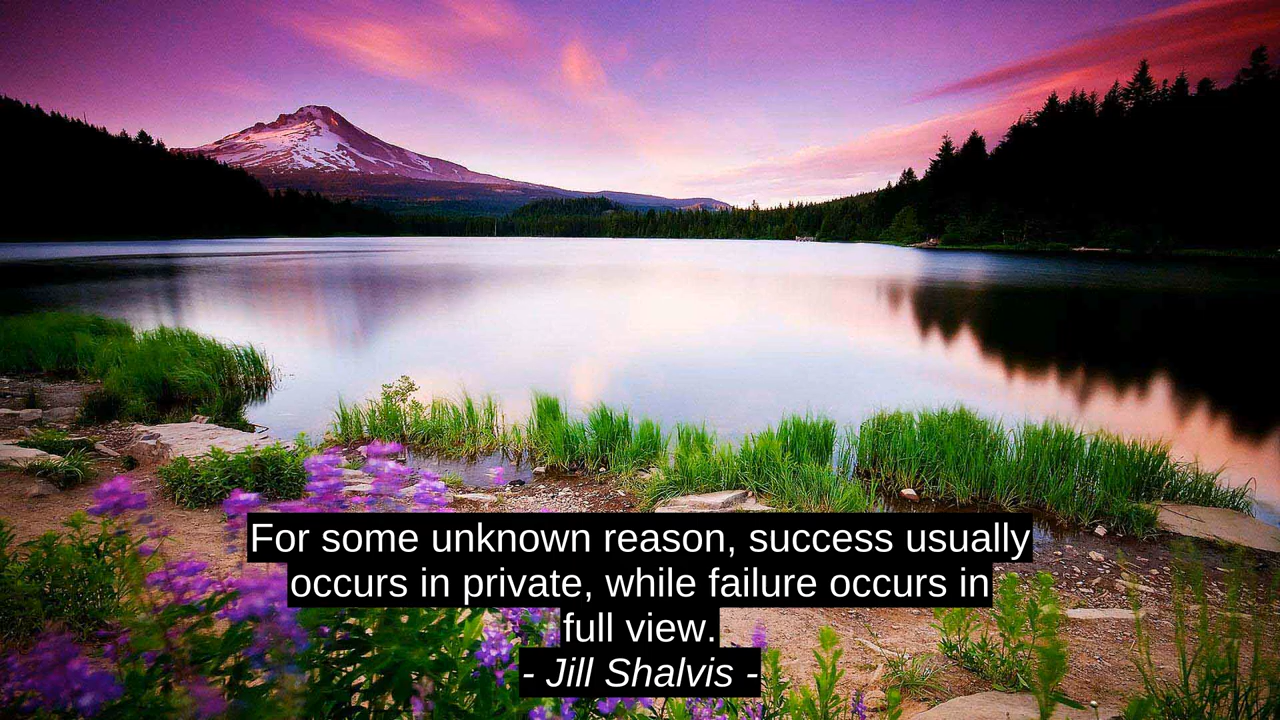 For some unknown reason, success usually
occurs in private, while failure occurs in
full view.
- Jill Shalvis -